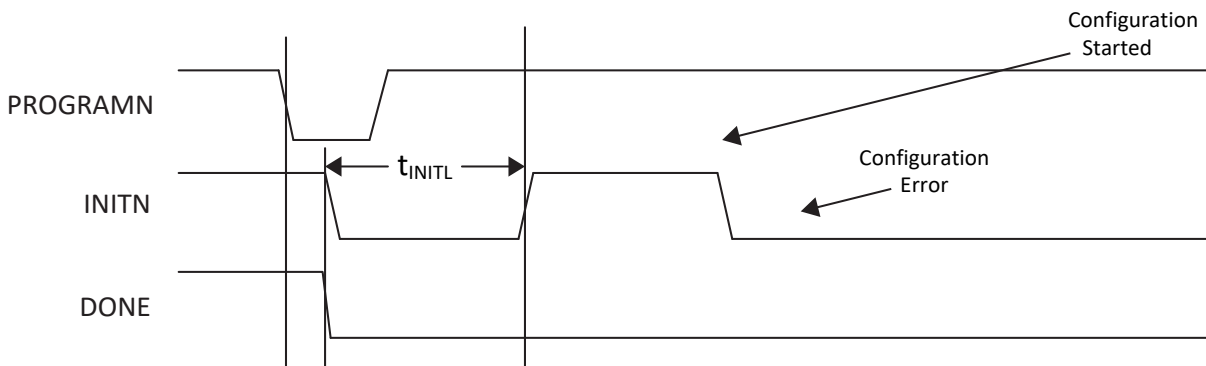 Configuration
Started
PROGRAMN
tINITL
Configuration
Error
INITN
DONE